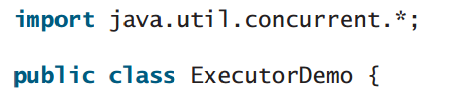 import java.util.concurrent.*;
public class ExecutorDemo {